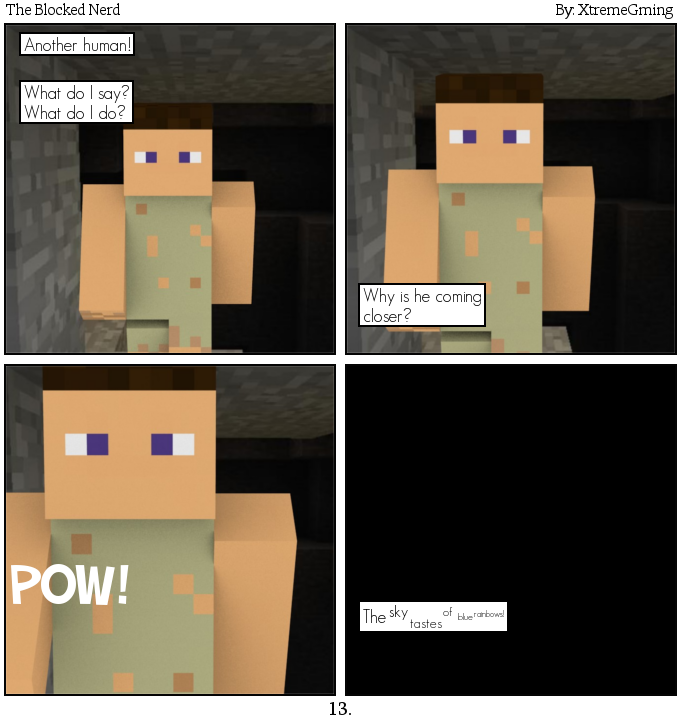 The Blocked Nerd
By: XtremeGming
Another human!
What do I say?
What do I do?
Why is he coming
closer?
POW!
The sky tastes of blue rainbows!
13.